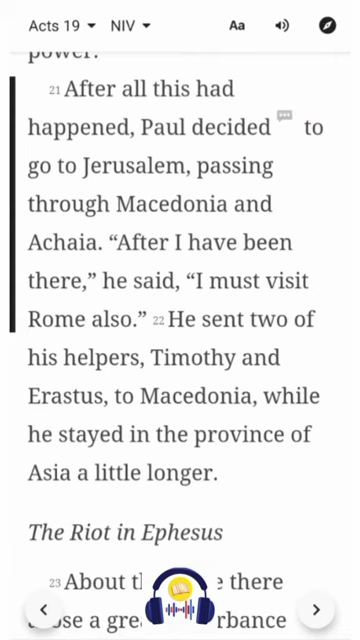 Acts 19 NIV Aa
power.
21 After all this had
happened, Paul decided to
go to Jerusalem, passing
through Macedonia and
Achaia. “After I have been
there,” he said, “I must visit
Rome also.” 22 He sent two of
his helpers, Timothy and
Erastus, to Macedonia, while
he stayed in the province of
Asia a little longer.
The Riot in Ephesus
23 About there
a great